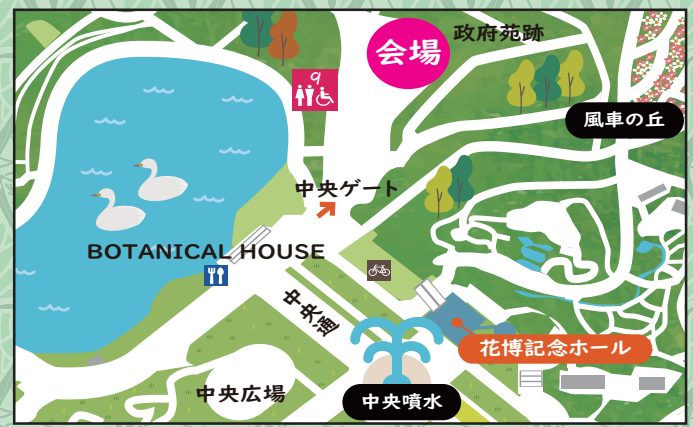 政府苑跡
会場
9
風車の丘
中央ゲート
BOTANICAL HOUSE
中央通
花博記念ホール
中央広場
中央噴水